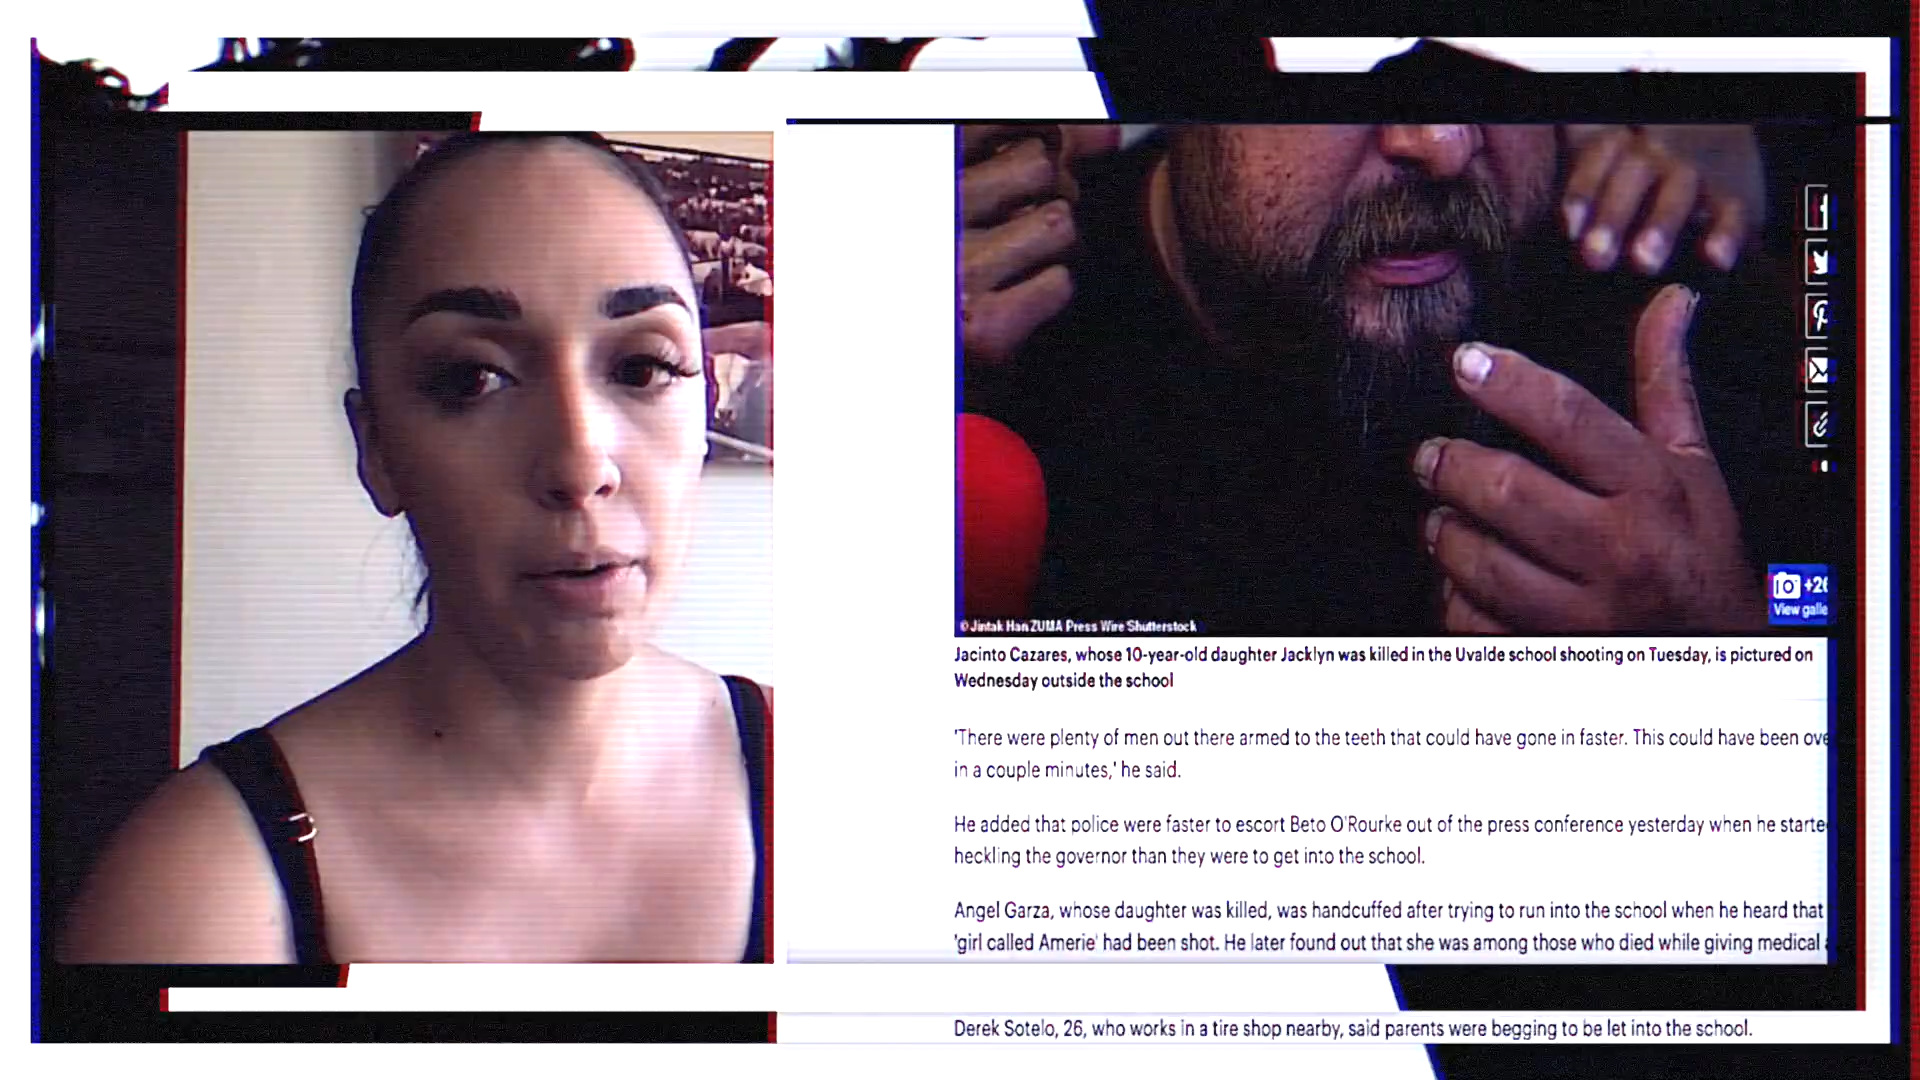 +26
View galle
© Jintak Han ZUMA Press Wire Shutterstock
Jacinto Cazares, whose 10-year-old daughter Jacklyn was killed in the Uvalde school shooting on Tuesday, is pictured on
Wednesday outside the school
'There were plenty of men out there armed to the teeth that could have gone in faster. This could have been ove
in a couple minutes,' he said.
He added that police were faster to escort Beto O'Rourke out of the press conference yesterday when he starte
heckling the governor than they were to get into the school.
Angel Garza, whose daughter was killed, was handcuffed after trying to run into the school when he heard that
'girl called Amerie' had been shot. He later found out that she was among those who died while giving medical
Derek Sotelo, 26, who works in a tire shop nearby, said parents were begging to be let into the school.